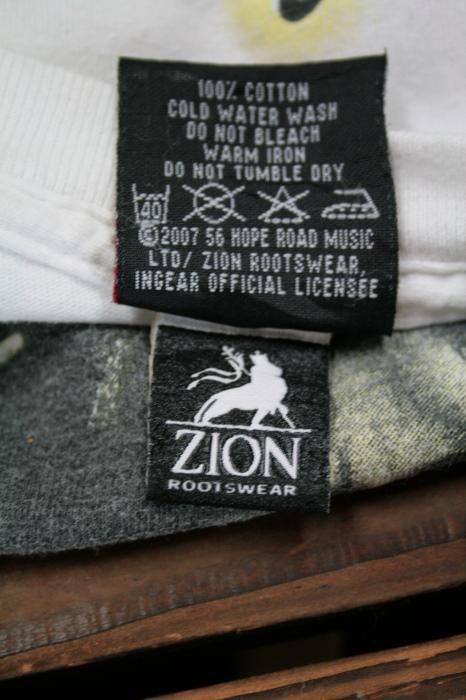 100% COTTON
COLD WATER WASH
DO NOT BLEACH
WARM IRON
DO NOT TUMBLE DRY
40
©2007 56 HOPE ROAD MUSIC
LTD/ ZION ROOTSWEAR,
INGEAR OFFICIAL LICENSEE
ZION
ROOTSWEAR